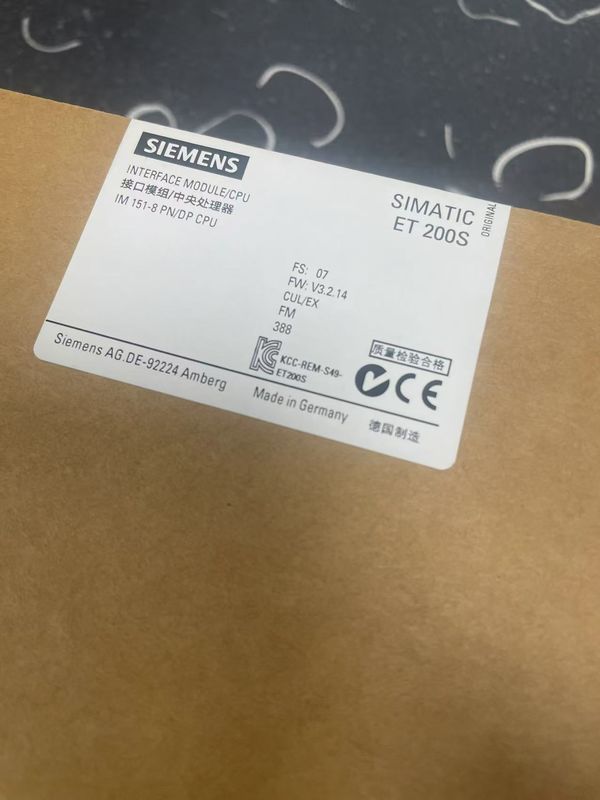 SIEMENS
INTERFACE MODULE/CPU
接口模组/中央处理器
IM 151-8 PN/DP CPU
SIMATIC
ET 200S
ORIGINAL
FS: 07
FW: V3.2.14
CUL/EX
FM
388
KCC-REM-S49-
ET200S
质量检验合格
CE
Siemens AG.DE-92224 Amberg
Made in Germany
德国制造